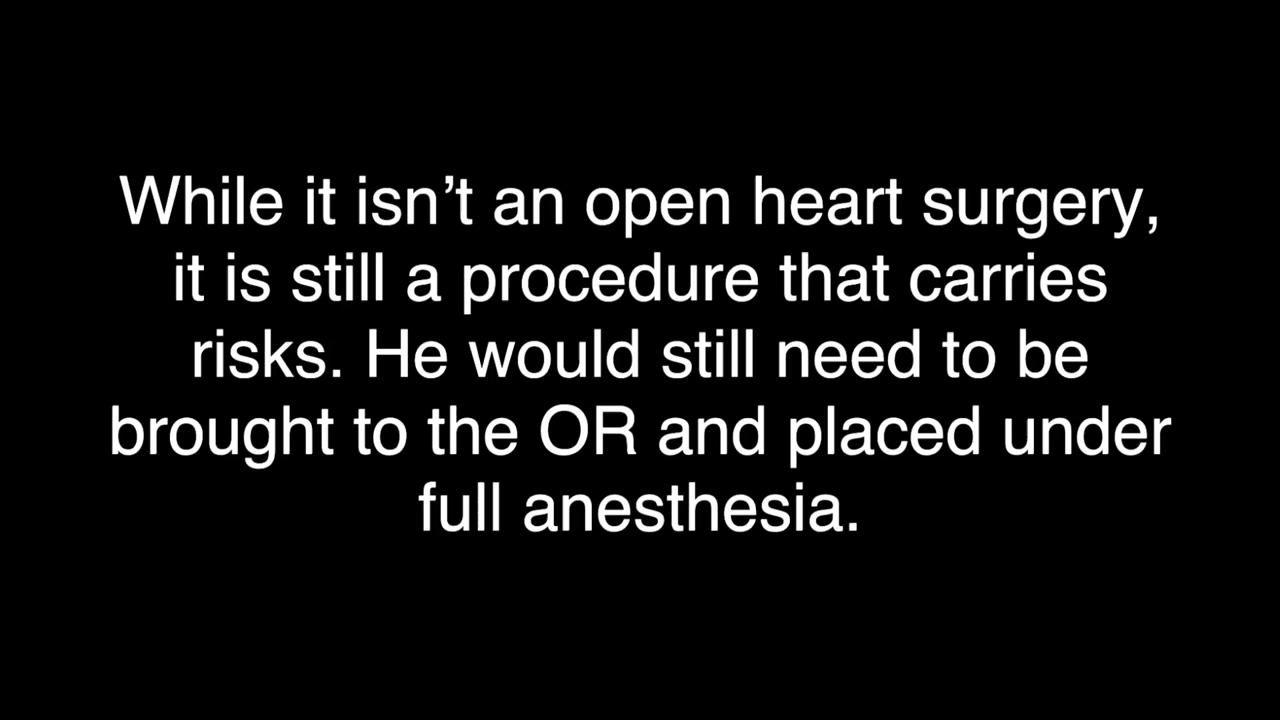 While it isn’t an open heart surgery,
it is still a procedure that carries
risks. He would still need to be
brought to the OR and placed under
full anesthesia.